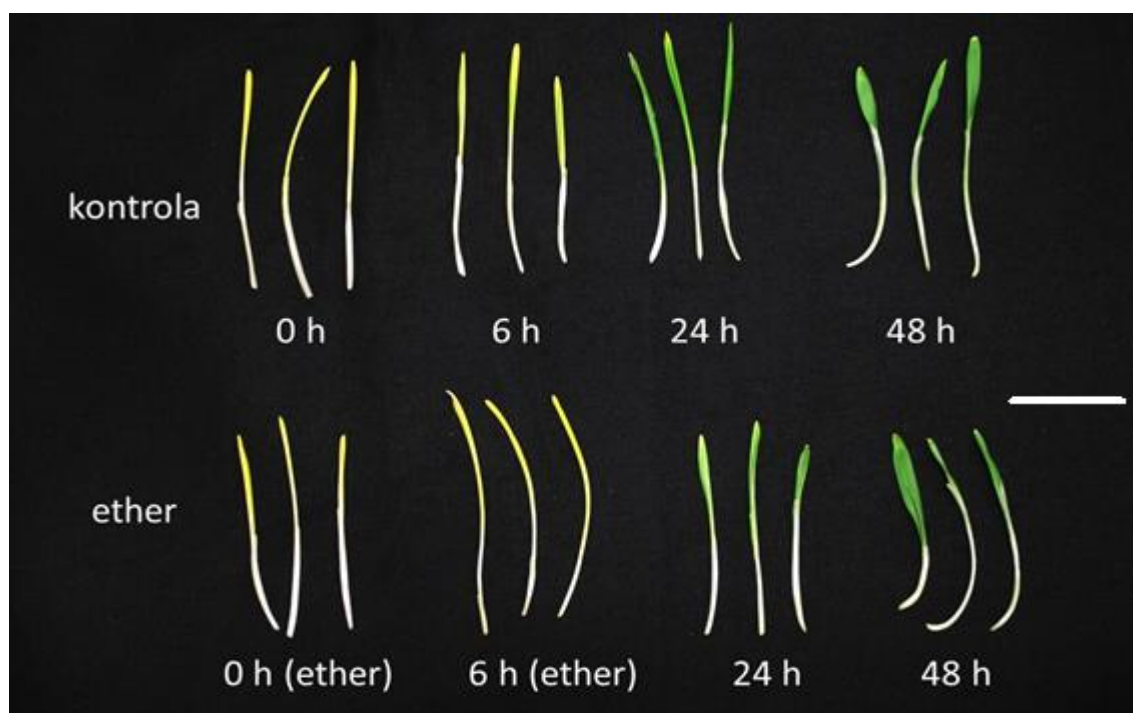 kontrola
0 h 6 h 24 h 48 h
ether
0 h (ether) 6 h (ether) 24 h 48 h